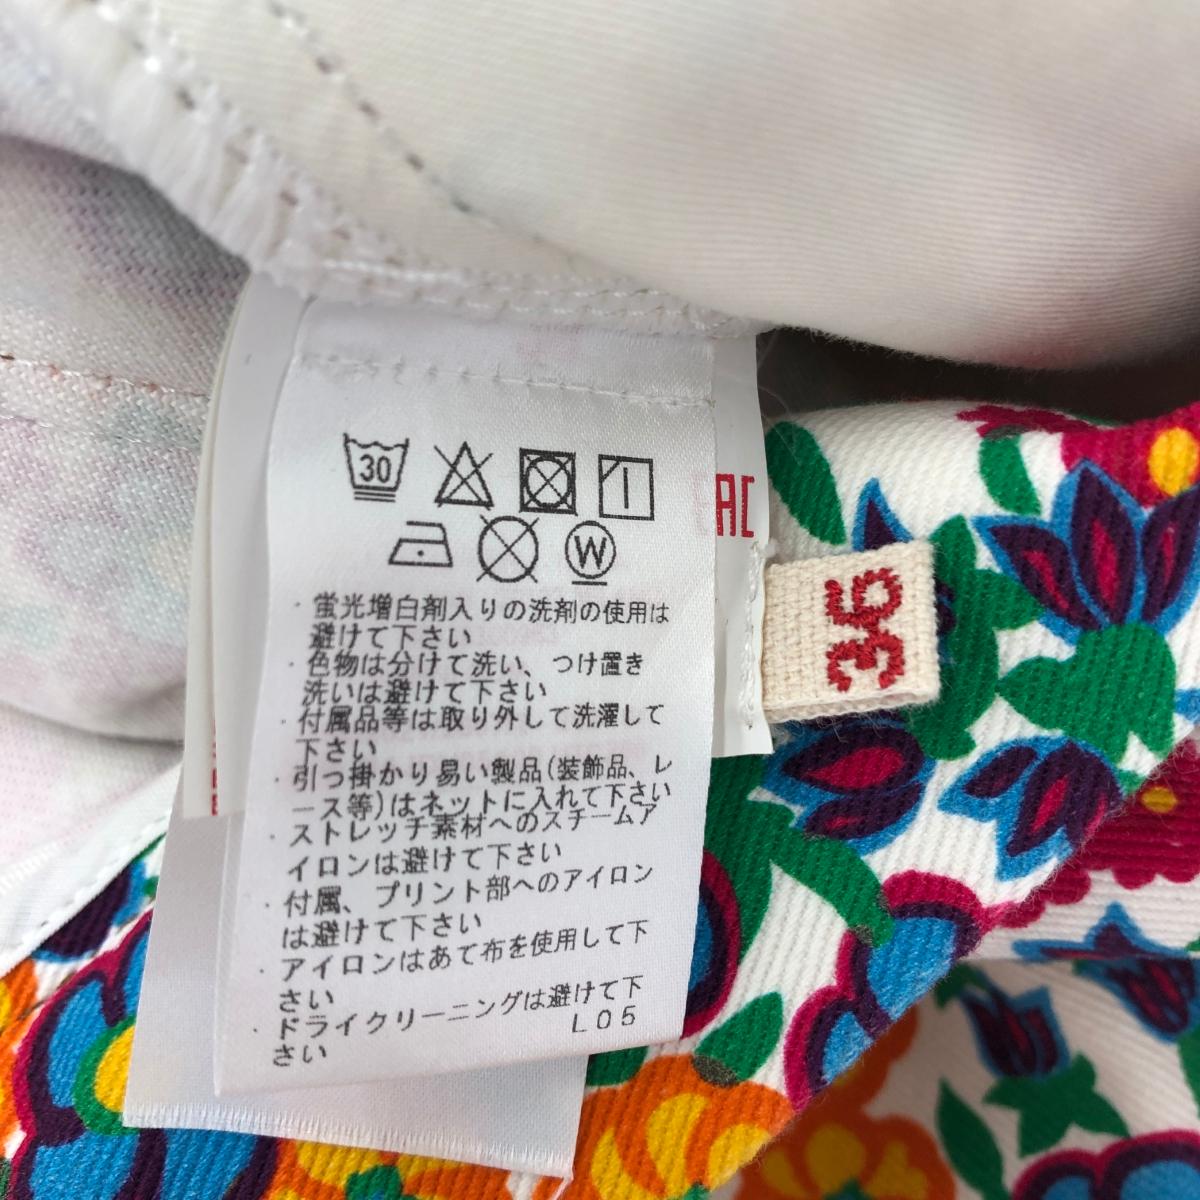 30
W
・蛍光増白剤入りの洗剤の使用は
避けて下さい
・色物は分けて洗い、つけ置き
洗いは避けて下さい
・付属品等は取り外して洗濯して
下さい
・引っ掛かり易い製品(装飾品、レ
ース等)はネットに入れて下さい
・ストレッチ素材へのスチームア
イロンは避けて下さい
・付属、プリント部へのアイロン
は避けて下さい
・アイロンはあて布を使用して下
さい
・ドライクリーニングは避けて下
さい
L05
36